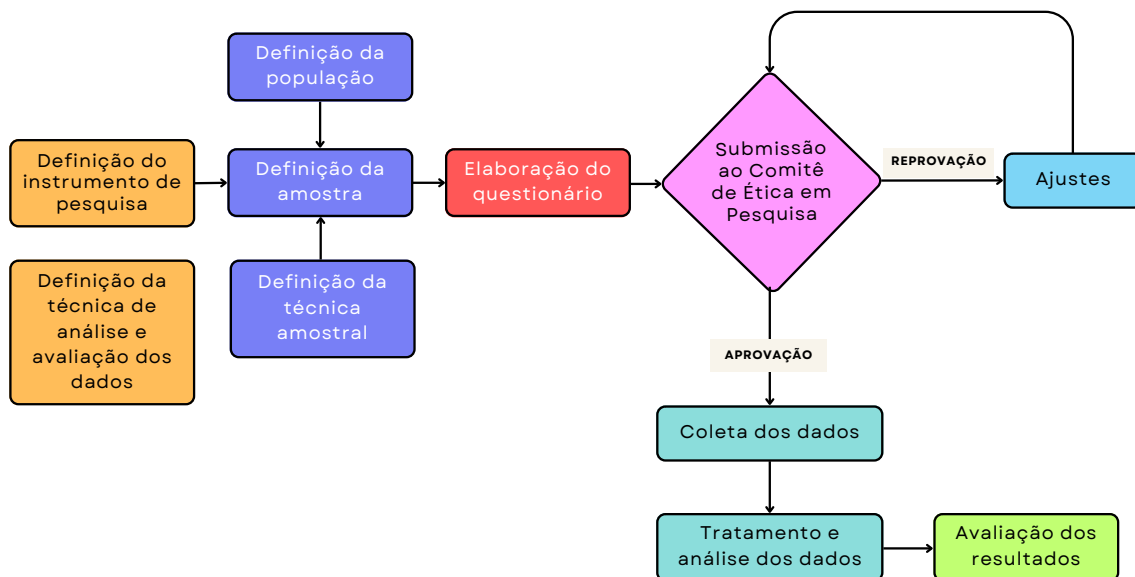 Definição da
população
Definição do
instrumento de
pesquisa
Definição da
amostra
Elaboração do
questionário
Submissão
ao Comitê
de Ética em
Pesquisa
REPROVAÇÃO
Ajustes
Definição da
técnica de
análise e
avaliação dos
dados
Definição da
técnica
amostral
APROVAÇÃO
Coleta dos dados
Tratamento e
análise dos dados
Avaliação dos
resultados